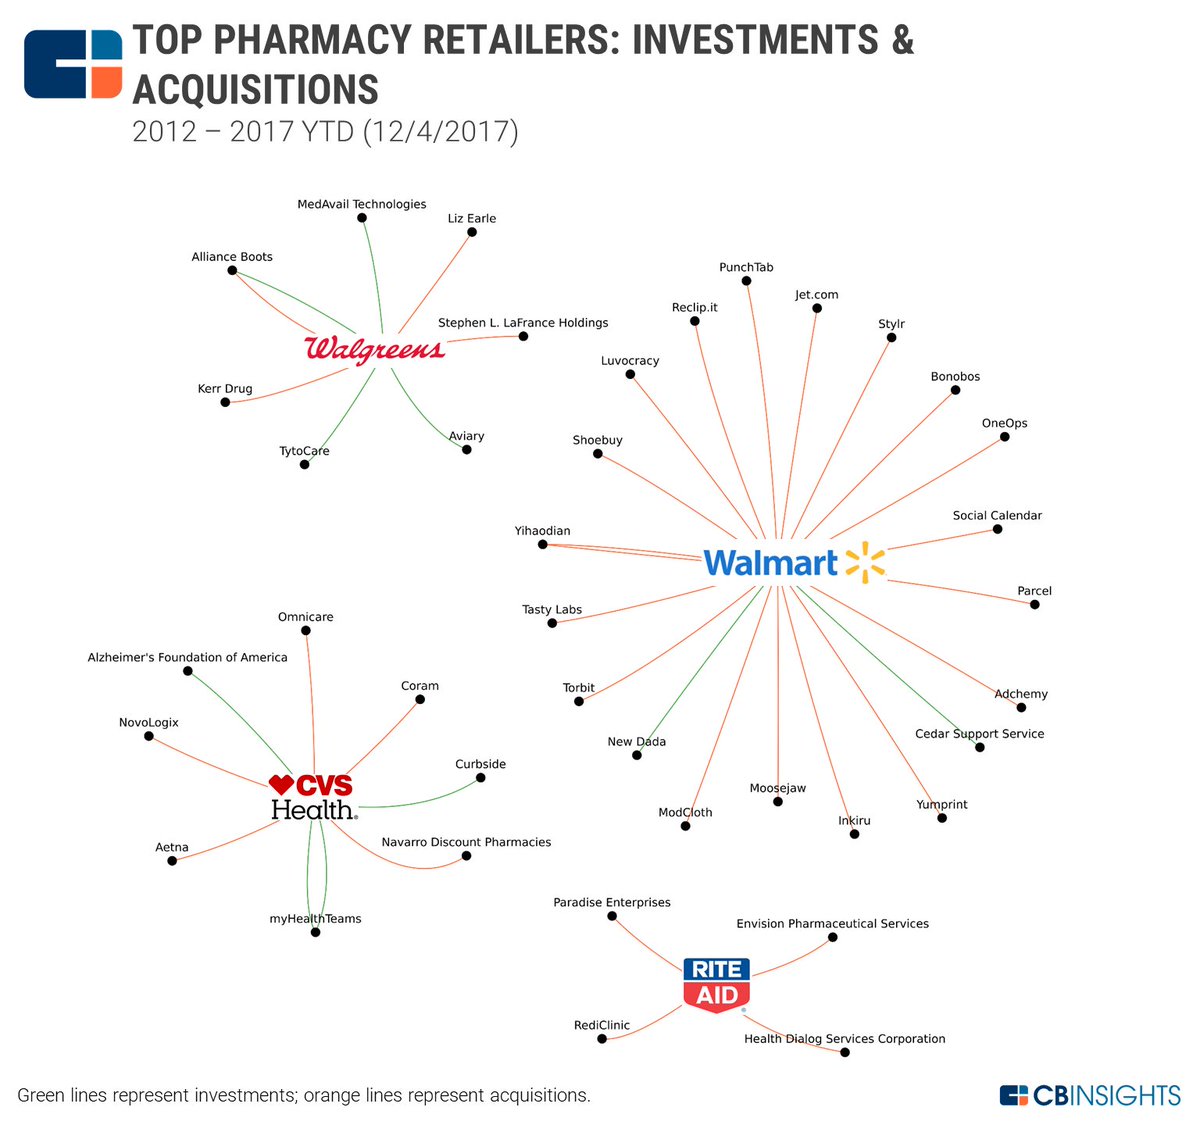 TOP PHARMACY RETAILERS: INVESTMENTS &
ACQUISITIONS
2012 – 2017 YTD (12/4/2017)
MedAvail Technologies
Liz Earle
Alliance Boots
Stephen L. LaFrance Holdings
Walgreens
Kerr Drug
TytoCare
Aviary
PunchTab
Jet.com
Reclip.it
Stylr
Luvocracy
Bonobos
OneOps
Shoebuy
Social Calendar
Yihaodian
Walmart
Parcel
Tasty Labs
Torbit
Adchemy
New Dada
Cedar Support Service
Moosejaw
ModCloth
Inkiru
Yumprint
Omnicare
Alzheimer's Foundation of America
Coram
NovoLogix
Curbside
CVS
Health®
Aetna
Navarro Discount Pharmacies
myHealthTeams
Paradise Enterprises
Envision Pharmaceutical Services
RITE
AID®
RediClinic
Health Dialog Services Corporation
Green lines represent investments; orange lines represent acquisitions.
CBINSIGHTS